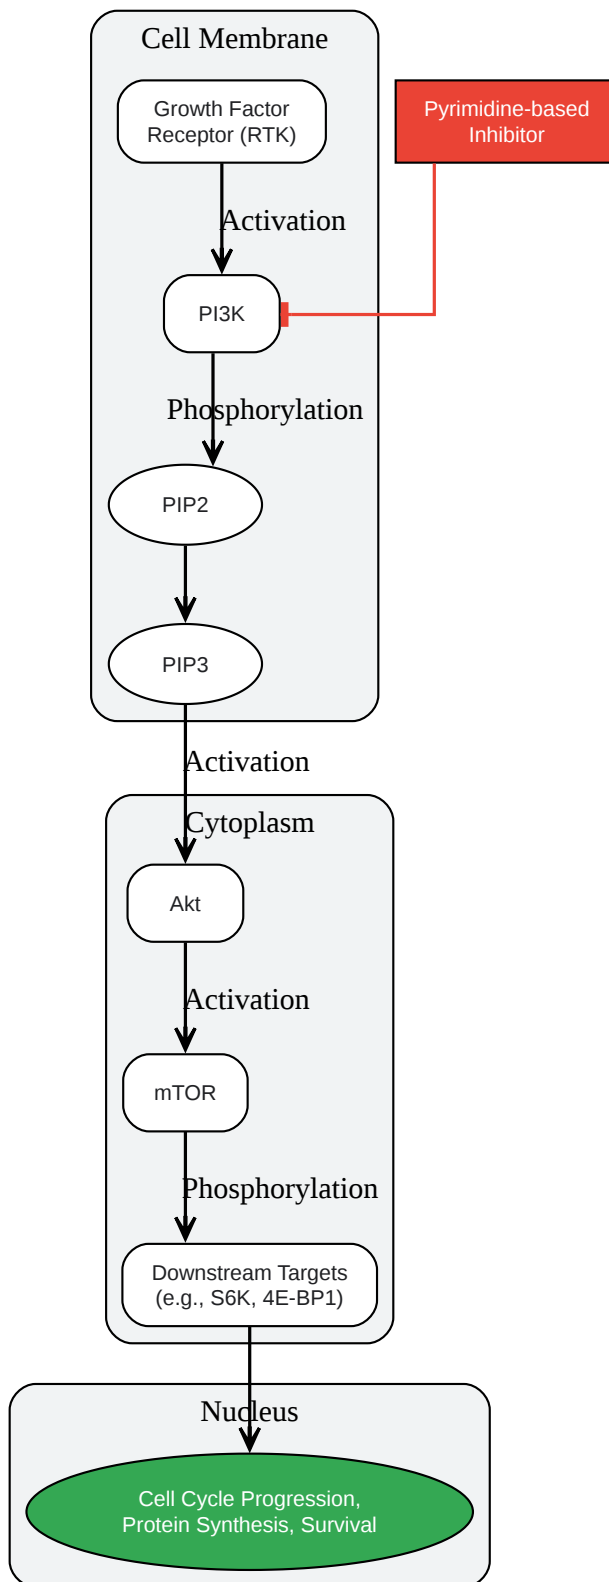 Cell Membrane
Growth Factor
Receptor (RTK)
Pyrimidine-based
Inhibitor
Activation
PI3K
Phosphorylation
PIP2
PIP3
Activation
Cytoplasm
Akt
Activation
mTOR
Phosphorylation
Downstream Targets
(e.g., S6K, 4E-BP1)
Nucleus
Cell Cycle Progression,
Protein Synthesis, Survival